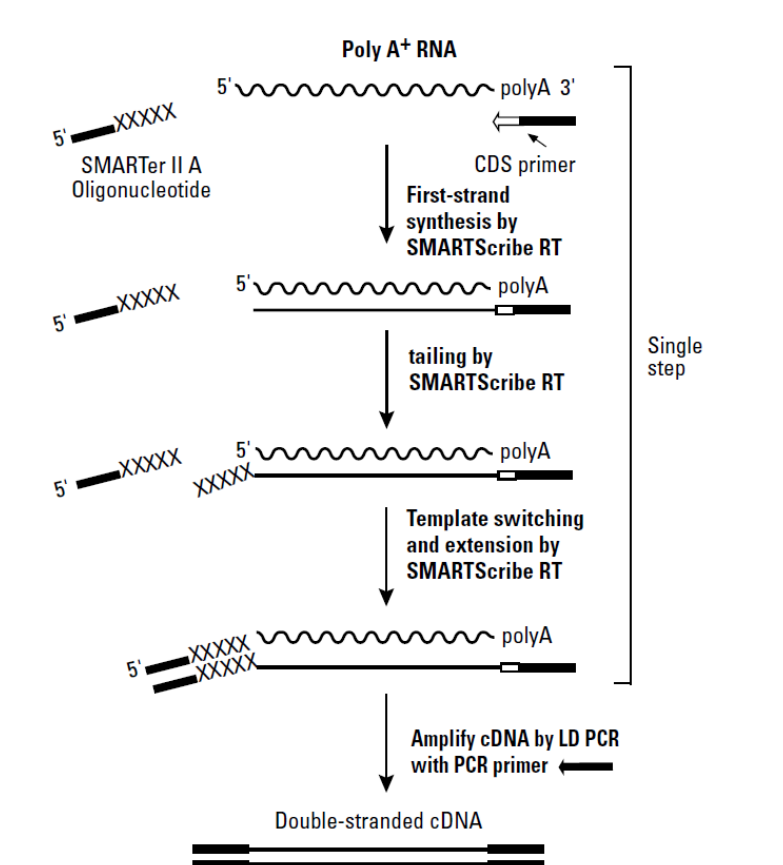 Poly A+ RNA
5' polyA 3'
5' XXXXX
SMARTer II A
Oligonucleotide
CDS primer
First-strand
synthesis by
SMARTScribe RT
5' polyA
5' XXXXX
tailing by
SMARTScribe RT
Single
step
5' polyA
5' XXXXX XXXXX
Template switching
and extension by
SMARTScribe RT
polyA
5' XXXXX
XXXXX
Amplify cDNA by LD PCR
with PCR primer
Double-stranded cDNA